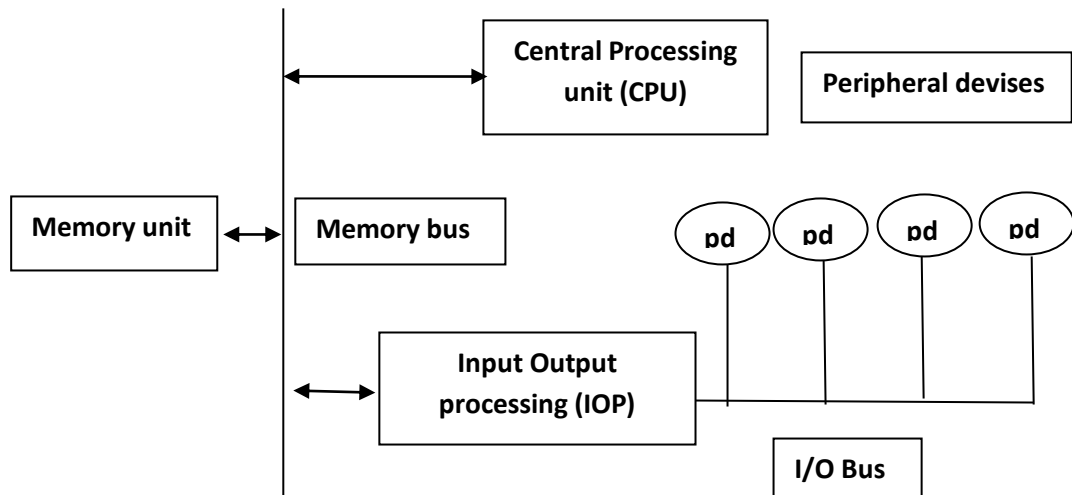 Central Processing
unit (CPU)
Peripheral devises
Memory unit
Memory bus
pd
pd
pd
pd
Input Output
processing (IOP)
I/O Bus